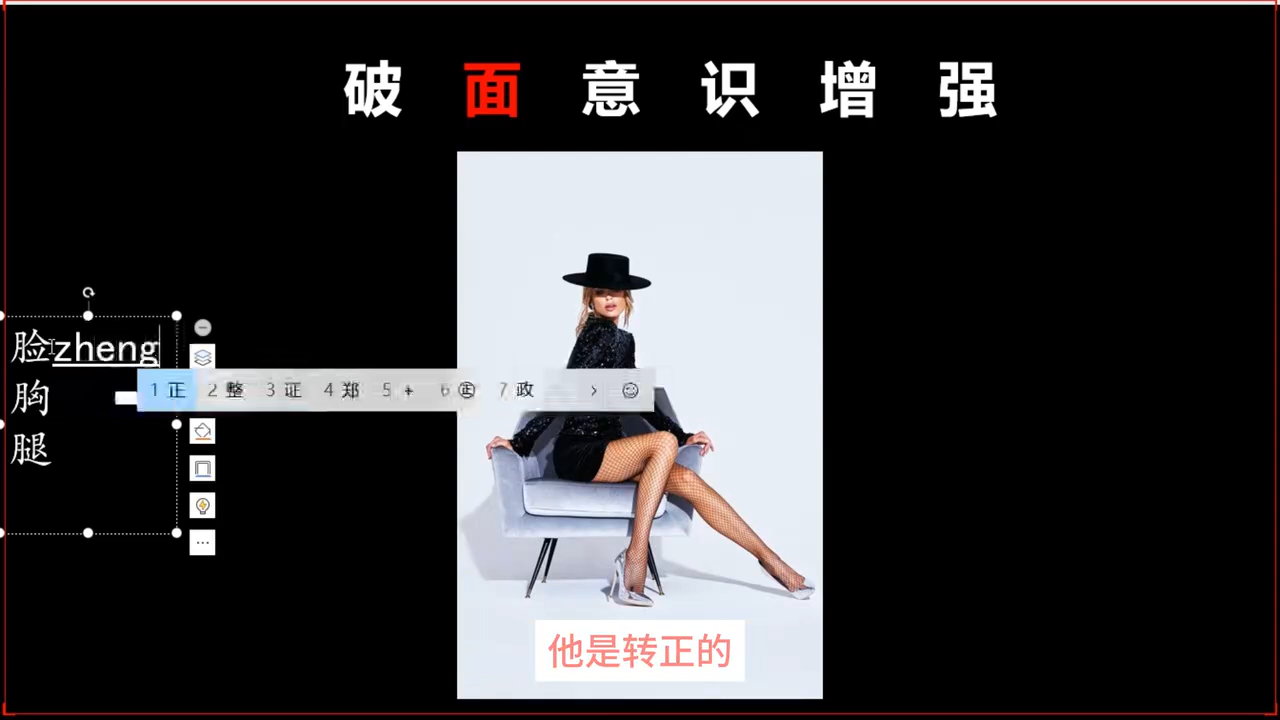 破面意识增强
脸zheng
1 正 2 整 3 证 4 郑 5 + 6 ㊣ 7 政
胸
腿
他是转正的